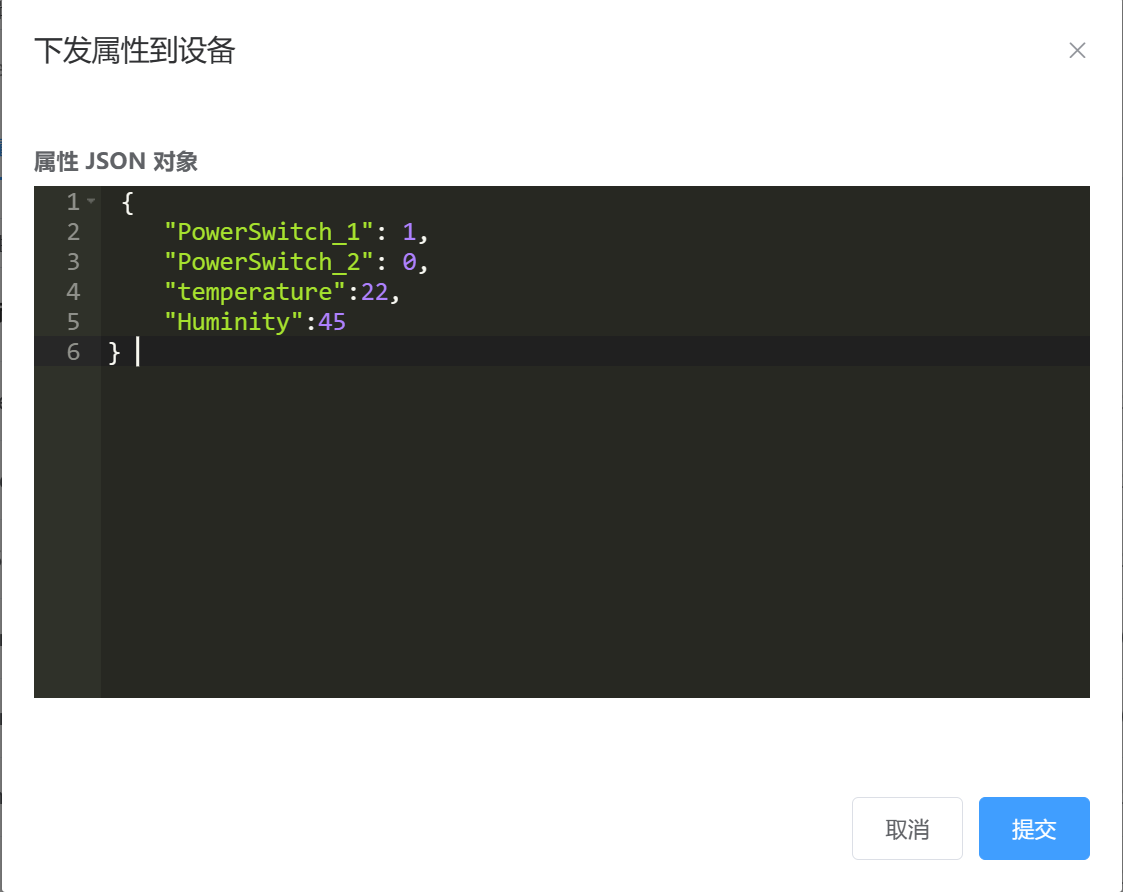 下发属性到设备
属性 JSON 对象
1 {
2 "PowerSwitch_1": 1,
3 "PowerSwitch_2": 0,
4 "temperature":22,
5 "Huminity":45
6 }
取消 提交